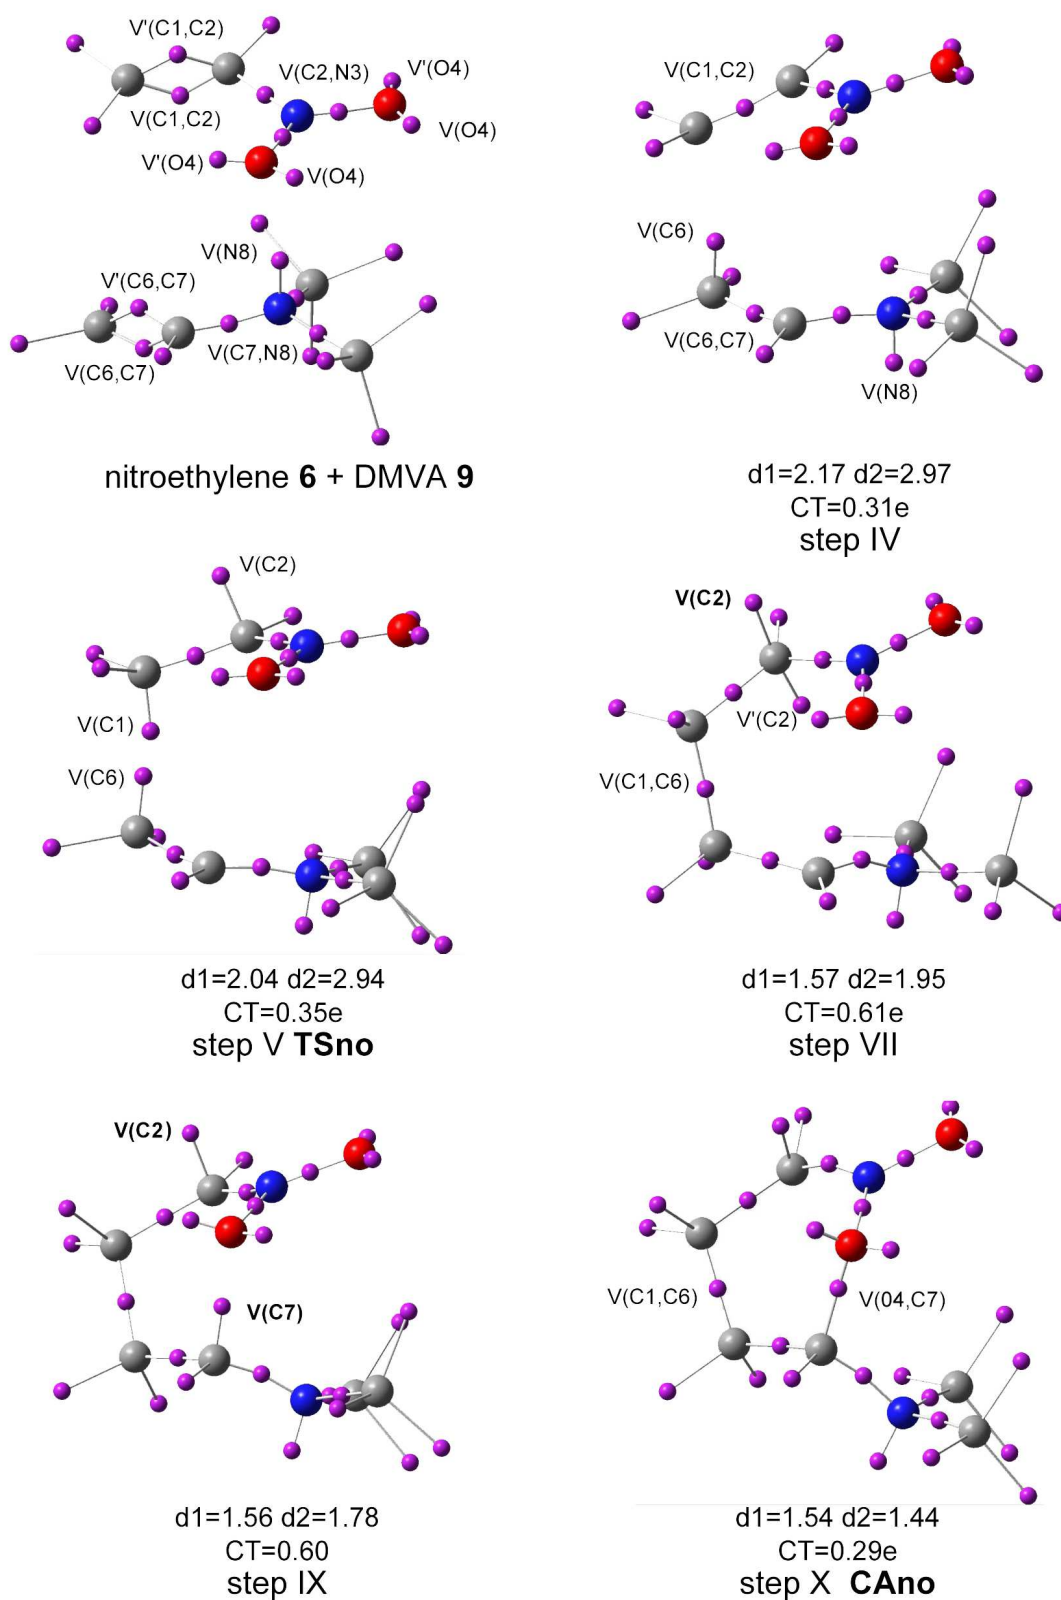 V'(C1,C2)
V(C2,N3)
V'(O4)
V(C1,C2)
V(O4)
V'(O4)
V(O4)
V(N8)
V'(C6,C7)
V(C7,N8)
V(C6,C7)
nitroethylene 6 + DMVA 9
V(C1,C2)
V(C6)
V(C6,C7)
V(N8)
d1=2.17 d2=2.97
CT=0.31e
step IV
V(C2)
V(C1)
V(C6)
d1=2.04 d2=2.94
CT=0.35e
step V TSno
V(C2)
V'(C2)
V(C1,C6)
d1=1.57 d2=1.95
CT=0.61e
step VII
V(C2)
V(C7)
d1=1.56 d2=1.78
CT=0.60
step IX
V(C1,C6)
V(04,C7)
d1=1.54 d2=1.44
CT=0.29e
step X CAno